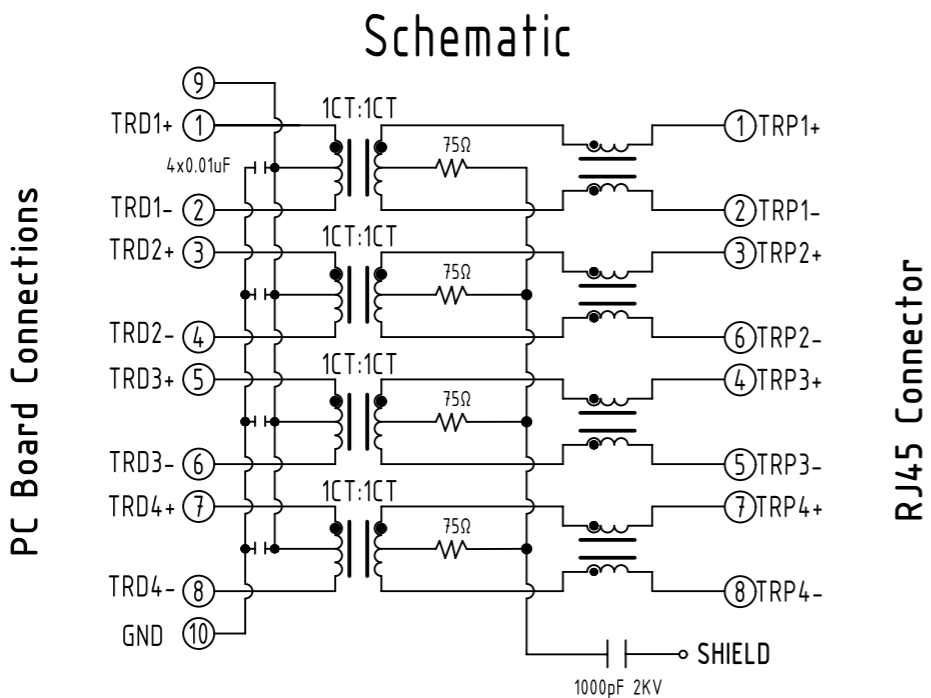 Schematic
PC Board Connections
RJ45 Connector
9
TRD1+ 1
1CT:1CT
75Ω
1 TRP1+
4x0.01uF
TRD1- 2
2 TRP1-
TRD2+ 3
1CT:1CT
75Ω
3 TRP2+
TRD2- 4
6 TRP2-
TRD3+ 5
1CT:1CT
75Ω
4 TRP3+
TRD3- 6
5 TRP3-
TRD4+ 7
1CT:1CT
75Ω
7 TRP4+
TRD4- 8
8 TRP4-
GND 10
SHIELD
1000pF 2KV